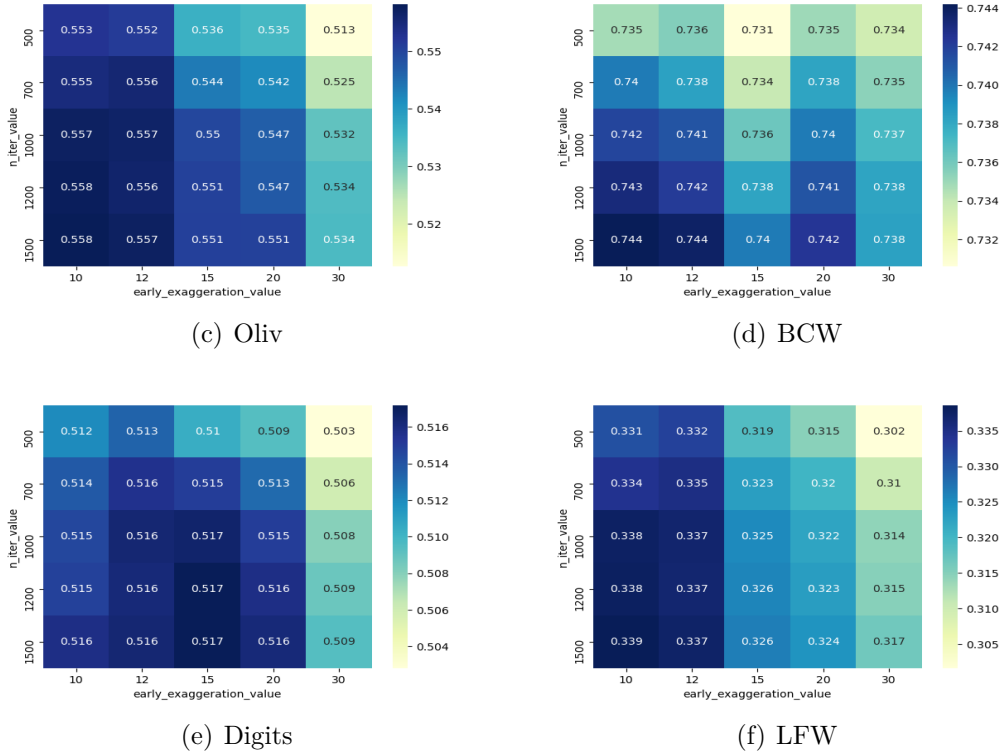 500 0.553 0.552 0.536 0.535 0.513
700 0.555 0.556 0.544 0.542 0.525
1000 0.557 0.557 0.55 0.547 0.532
1200 0.558 0.556 0.551 0.547 0.534
1500 0.558 0.557 0.551 0.551 0.534
n_iter_value
10 12 15 20 30
early_exaggeration_value
0.55
0.54
0.53
0.52
(c) Oliv
500 0.735 0.736 0.731 0.735 0.734
700 0.74 0.738 0.734 0.738 0.735
1000 0.742 0.741 0.736 0.74 0.737
1200 0.743 0.742 0.738 0.741 0.738
1500 0.744 0.744 0.74 0.742 0.738
n_iter_value
10 12 15 20 30
early_exaggeration_value
0.744
0.742
0.740
0.738
0.736
0.734
0.732
(d) BCW
500 0.512 0.513 0.51 0.509 0.503
700 0.514 0.516 0.515 0.513 0.506
1000 0.515 0.516 0.517 0.515 0.508
1200 0.515 0.516 0.517 0.516 0.509
1500 0.516 0.516 0.517 0.516 0.509
n_iter_value
10 12 15 20 30
early_exaggeration_value
0.516
0.514
0.512
0.510
0.508
0.506
0.504
(e) Digits
500 0.331 0.332 0.319 0.315 0.302
700 0.334 0.335 0.323 0.32 0.31
1000 0.338 0.337 0.325 0.322 0.314
1200 0.338 0.337 0.326 0.323 0.315
1500 0.339 0.337 0.326 0.324 0.317
n_iter_value
10 12 15 20 30
early_exaggeration_value
0.335
0.330
0.325
0.320
0.315
0.310
0.305
(f) LFW